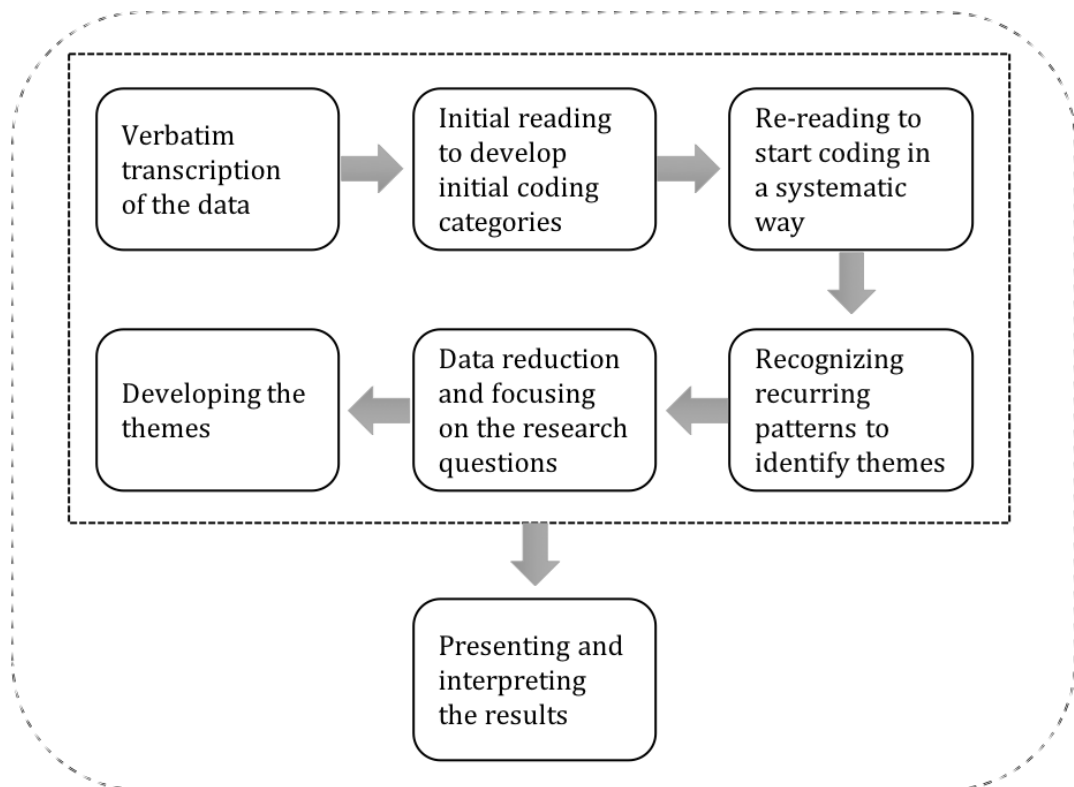 Verbatim
transcription
of the data
Initial reading
to develop
initial coding
categories
Re-reading to
start coding in
a systematic
way
Recognizing
recurring
patterns to
identify themes
Data reduction
and focusing
on the research
questions
Developing the
themes
Presenting and
interpreting
the results